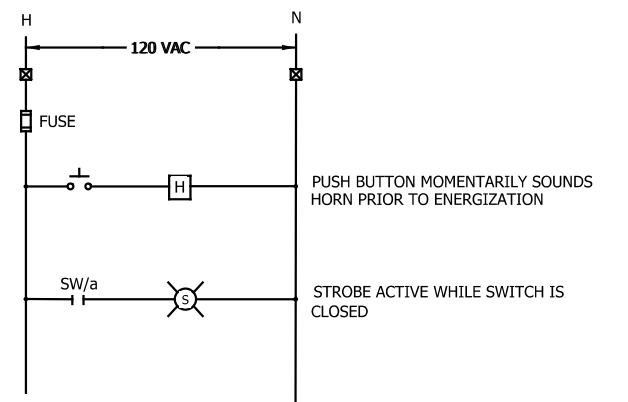 H
N
120 VAC
FUSE
H
PUSH BUTTON MOMENTARILY SOUNDS
HORN PRIOR TO ENERGIZATION
SW/a
S
STROBE ACTIVE WHILE SWITCH IS
CLOSED